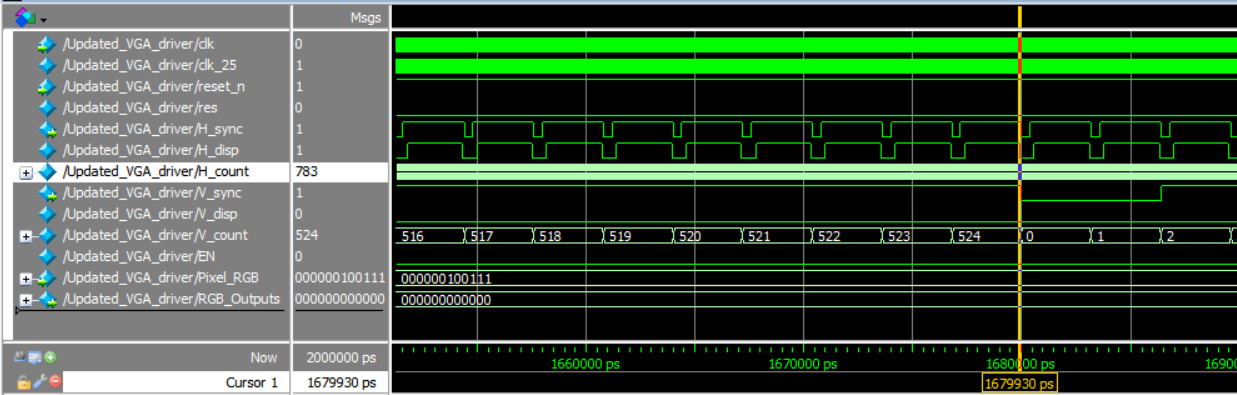 Msgs
/Updated_VGA_driver/clk 0
/Updated_VGA_driver/clk_25 1
/Updated_VGA_driver/reset_n 1
/Updated_VGA_driver/res 0
/Updated_VGA_driver/H_sync 1
/Updated_VGA_driver/H_disp 1
/Updated_VGA_driver/H_count 783
/Updated_VGA_driver/V_sync 1
/Updated_VGA_driver/V_disp 0
/Updated_VGA_driver/V_count 524 516 517 518 519 520 521 522 523 524 0 1 2
/Updated_VGA_driver/EN 0
/Updated_VGA_driver/Pixel_RGB 000000100111 000000100111
/Updated_VGA_driver/RGB_Outputs 000000000000 000000000000
Now 2000000 ps 1660000 ps 1670000 ps 1680000 ps 16900
Cursor 1 1679930 ps 1679930 ps